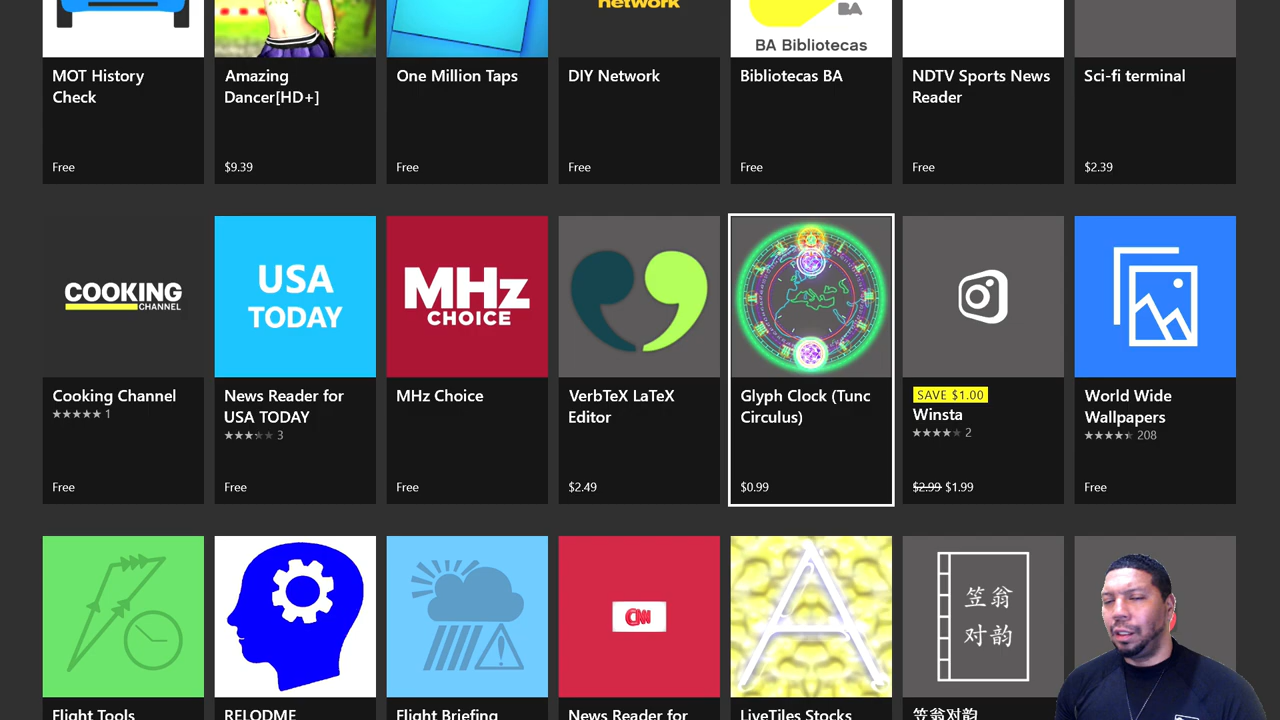 network
BA
BA Bibliotecas
MOT History
Check
Free
Amazing
Dancer[HD+]
$9.39
One Million Taps
Free
DIY Network
Free
Bibliotecas BA
Free
NDTV Sports News
Reader
Free
Sci-fi terminal
$2.39
COOKING
CHANNEL
Cooking Channel
1
Free
USA
TODAY
News Reader for
USA TODAY
3
Free
MHz
CHOICE
MHz Choice
Free
VerbTeX LaTeX
Editor
$2.49
Glyph Clock (Tunc
Circulus)
$0.99
SAVE $1.00
Winsta
2
$2.99 $1.99
World Wide
Wallpapers
208
Free
Flight Tools
RELODME
Flight Briefing
CNN
News Reader for
A
LiveTiles Stocks
笠翁
对韵
笠翁对韵